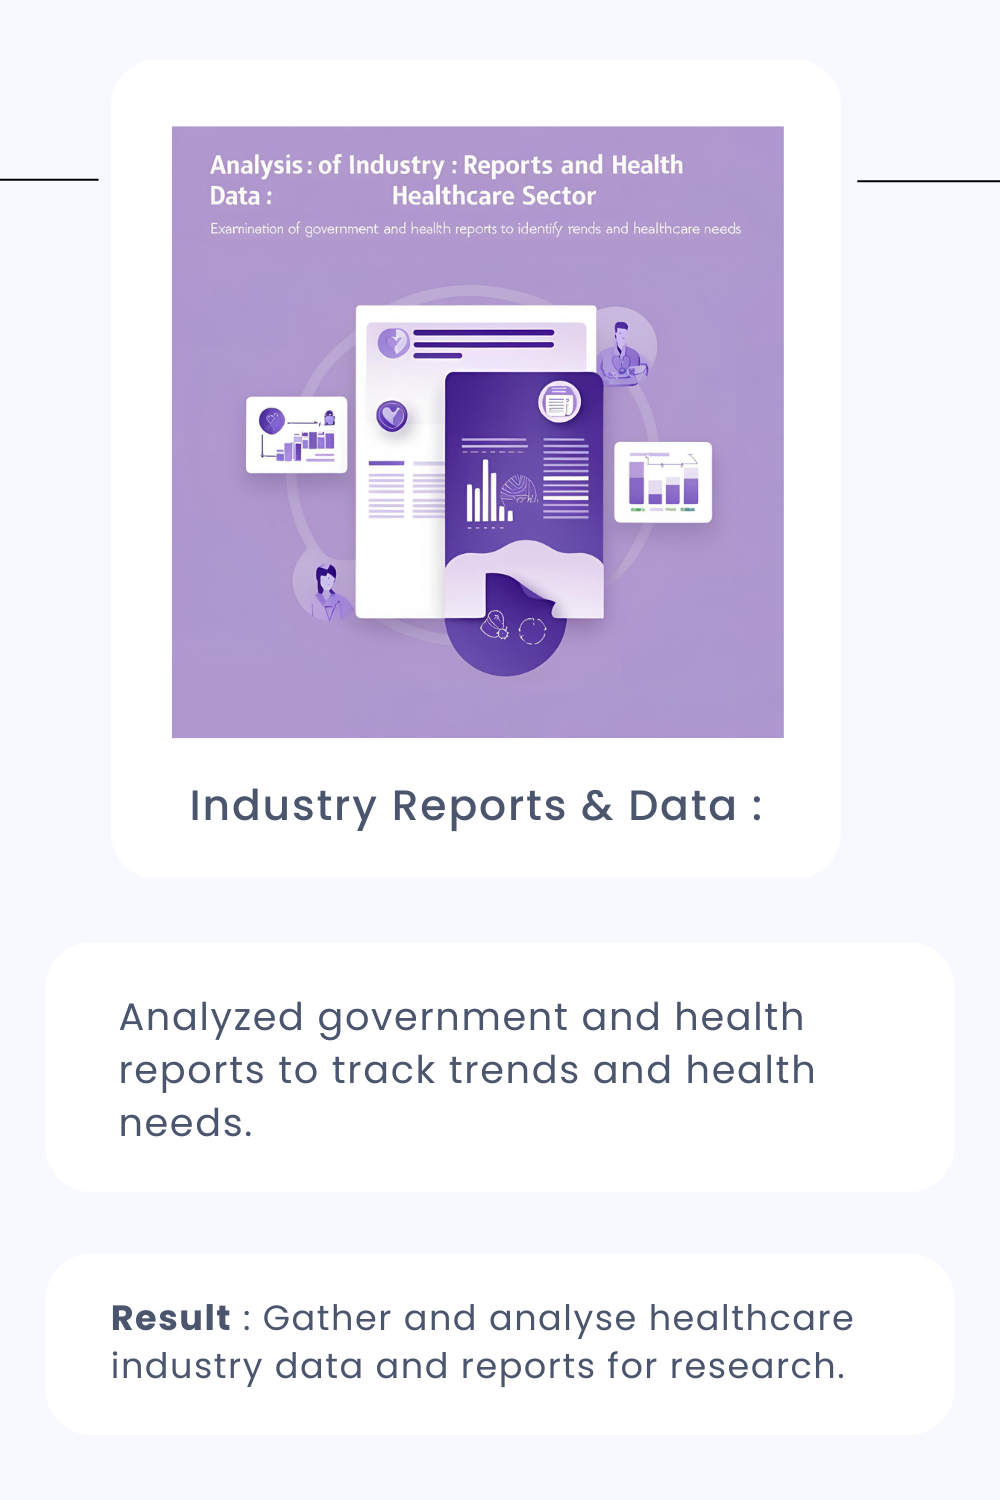 Analysis: of Industry : Reports and Health
Data : Healthcare Sector
Examination of government and health reports to identify rends and healthcare needs
Industry Reports & Data :
Analyzed government and health
reports to track trends and health
needs.
Result : Gather and analyse healthcare
industry data and reports for research.